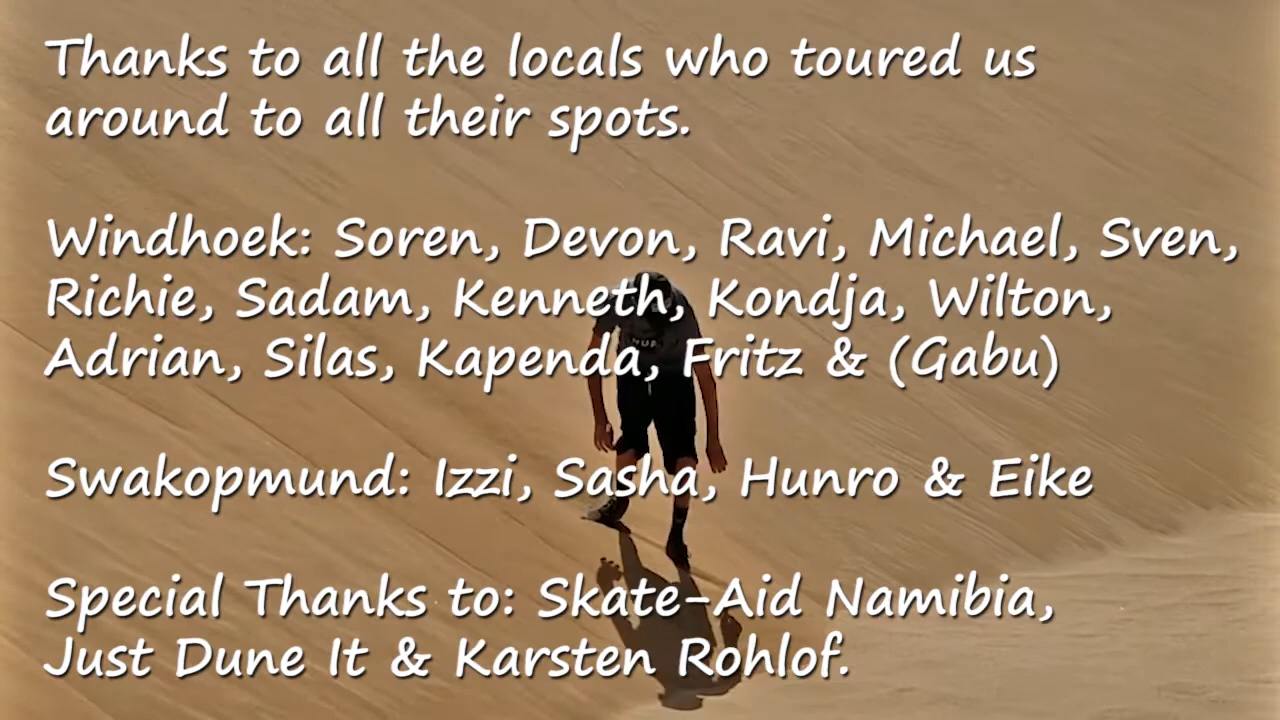 Thanks to all the locals who toured us
around to all their spots.
Windhoek: Soren, Devon, Ravi, Michael, Sven,
Richie, Sadam, Kenneth, Kondja, Wilton,
Adrian, Silas, Kapenda, Fritz & (Gabu)
Swakopmund: Izzi, Sasha, Hunro & Eike
Special Thanks to: Skate-Aid Namibia,
Just Dune It & Karsten Rohlof.